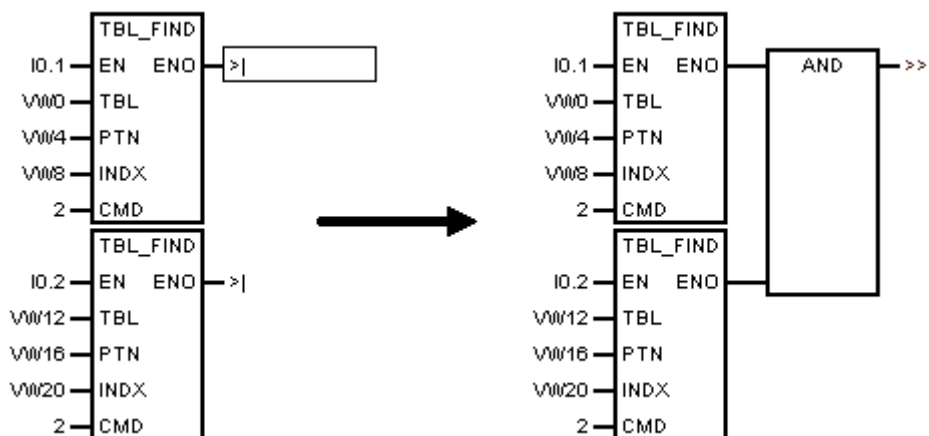 TBL_FIND
I0.1 EN ENO >|
VW0 TBL
VW4 PTN
VW8 INDX
2 CMD
TBL_FIND
I0.2 EN ENO >|
VW12 TBL
VW16 PTN
VW20 INDX
2 CMD
TBL_FIND
I0.1 EN ENO AND >>
VW0 TBL
VW4 PTN
VW8 INDX
2 CMD
TBL_FIND
I0.2 EN ENO
VW12 TBL
VW16 PTN
VW20 INDX
2 CMD